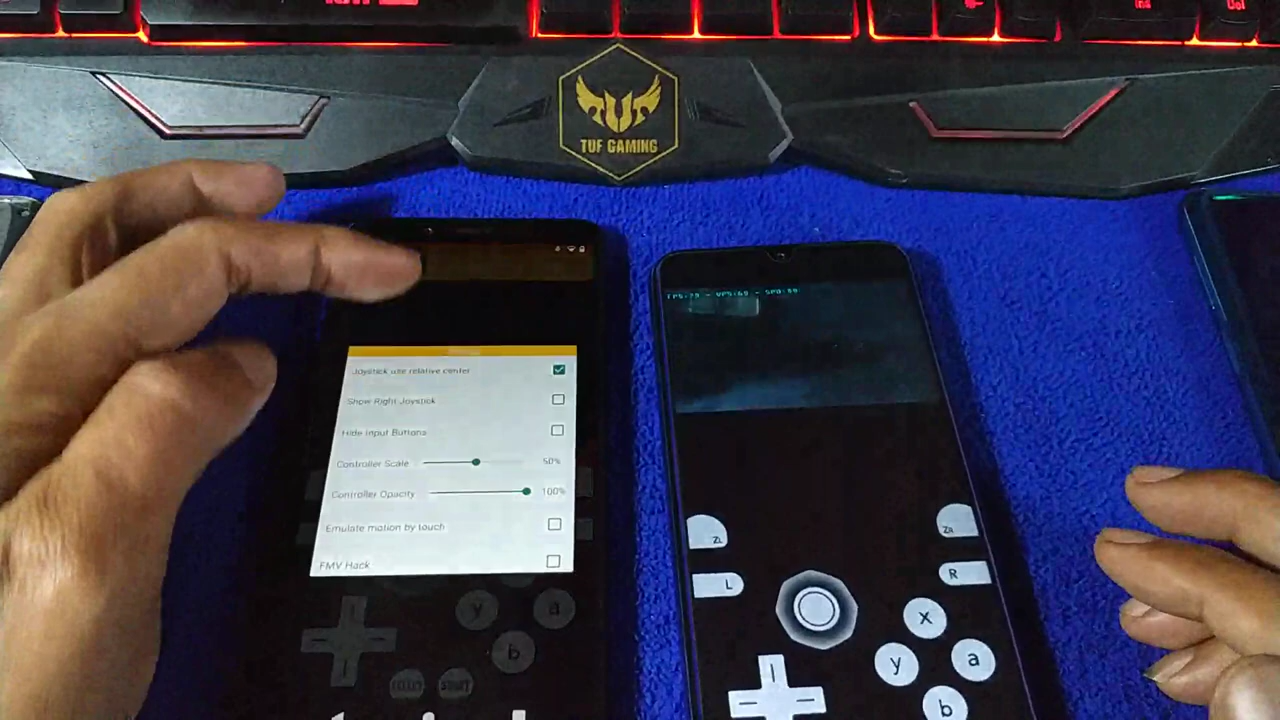 TUF GAMING
Joystick use relative center
Show Right Joystick
Hide Input Buttons
Controller Scale 50%
Controller Opacity 100%
Emulate motion by touch
FMV Hack
y a
b
ZL ZR
L R
x
y a
b